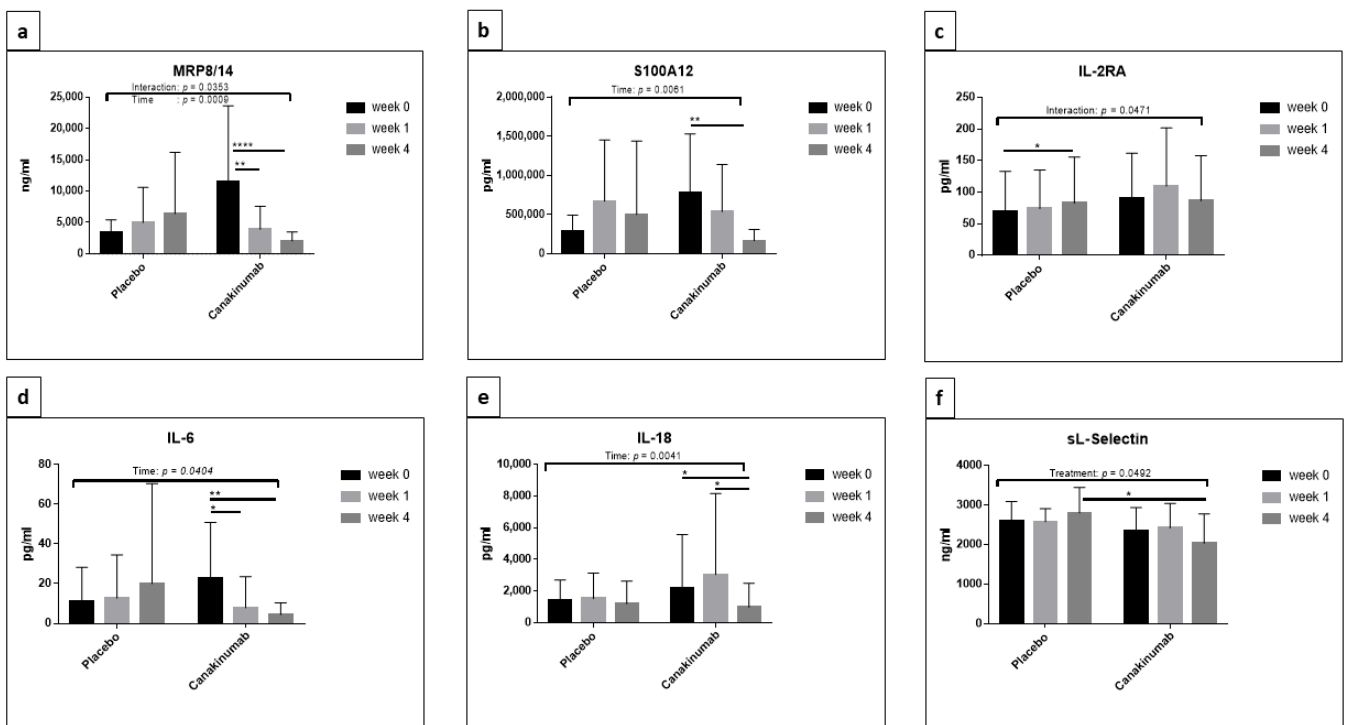 a
MRP8/14
Interaction: p = 0.0353
Time : p = 0.0009
25,000
20,000
15,000
10,000
5,000
0
ng/ml
****
**
week 0
week 1
week 4
Placebo
Canakinumab
b
S100A12
Time: p = 0.0061
2,000,000
1,500,000
1,000,000
500,000
0
pg/ml
**
week 0
week 1
week 4
Placebo
Canakinumab
c
IL-2RA
Interaction: p = 0.0471
250
200
150
100
50
0
pg/ml
*
week 0
week 1
week 4
Placebo
Canakinumab
d
IL-6
Time: p = 0.0404
80
60
40
20
0
pg/ml
**
*
week 0
week 1
week 4
Placebo
Canakinumab
e
IL-18
Time: p = 0.0041
10,000
8,000
6,000
4,000
2,000
0
pg/ml
*
*
week 0
week 1
week 4
Placebo
Canakinumab
f
sL-Selectin
Treatment: p = 0.0492
4000
3000
2000
1000
0
ng/ml
*
week 0
week 1
week 4
Placebo
Canakinumab